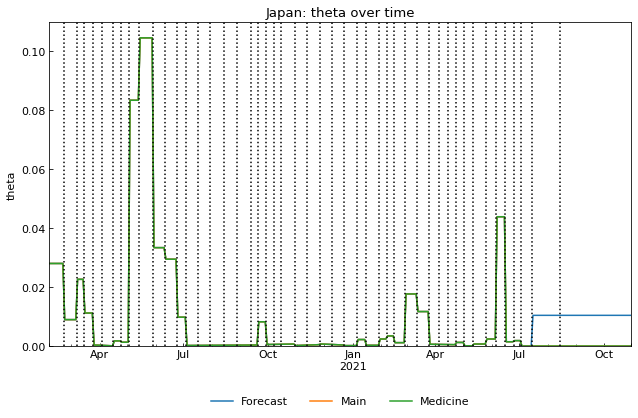 Japan: theta over time
0.10
0.08
0.06
0.04
0.02
0.00
theta
Apr Jul Oct Jan Apr Jul Oct
2021
Forecast Main Medicine